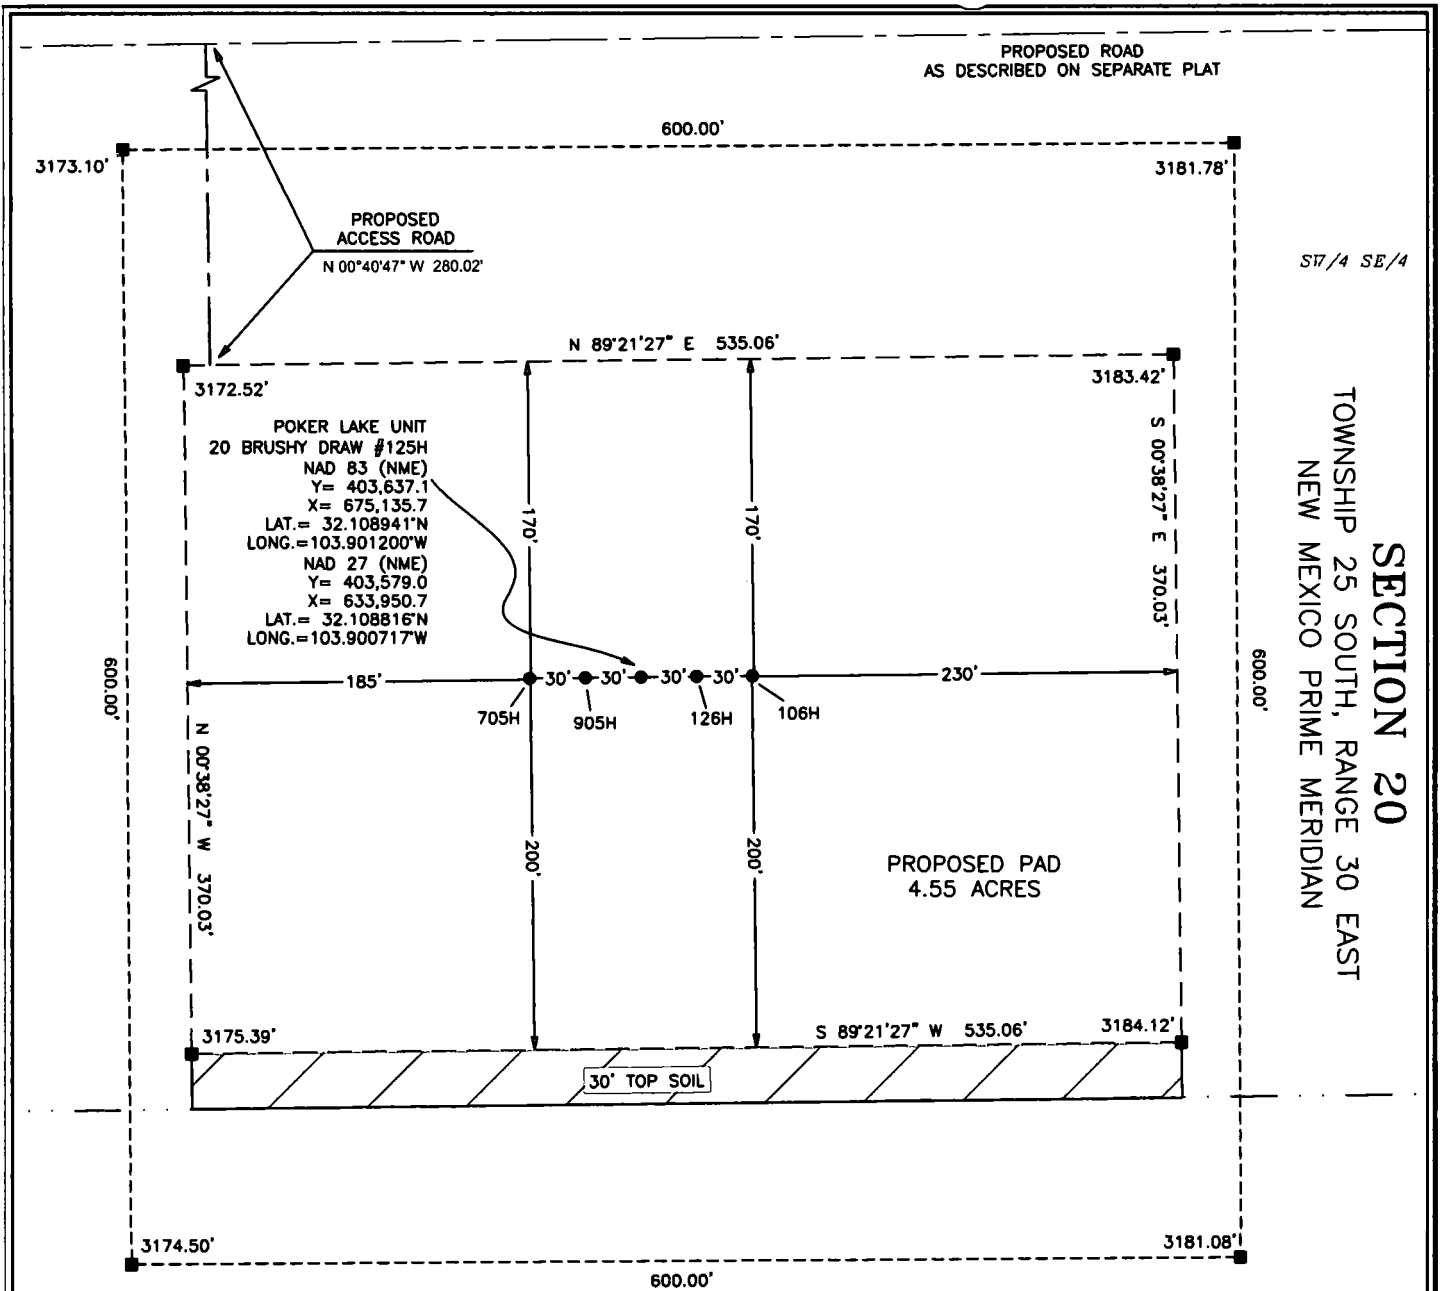 PROPOSED ROAD
AS DESCRIBED ON SEPARATE PLAT
600.00'
3173.10'
3181.78'
PROPOSED
ACCESS ROAD
N 00°40'47" W 280.02'
SW/4 SE/4
N 89°21'27" E 535.06'
3172.52'
3183.42'
POKER LAKE UNIT
20 BRUSHY DRAW #125H
NAD 83 (NME)
Y= 403,637.1
X= 675,135.7
LAT.= 32.108941°N
LONG.=103.901200°W
NAD 27 (NME)
Y= 403,579.0
X= 633,950.7
LAT.= 32.108816°N
LONG.=103.900717°W
170'
170'
S 00°38'27" E 370.03'
SECTION 20
TOWNSHIP 25 SOUTH, RANGE 30 EAST
NEW MEXICO PRIME MERIDIAN
600.00'
185'
30'
30'
30'
30'
230'
600.00'
705H
905H
126H
106H
N 00°38'27" W 370.03'
200'
200'
PROPOSED PAD
4.55 ACRES
3175.39'
S 89°21'27" W 535.06'
3184.12'
30' TOP SOIL
3174.50'
3181.08'
600.00'